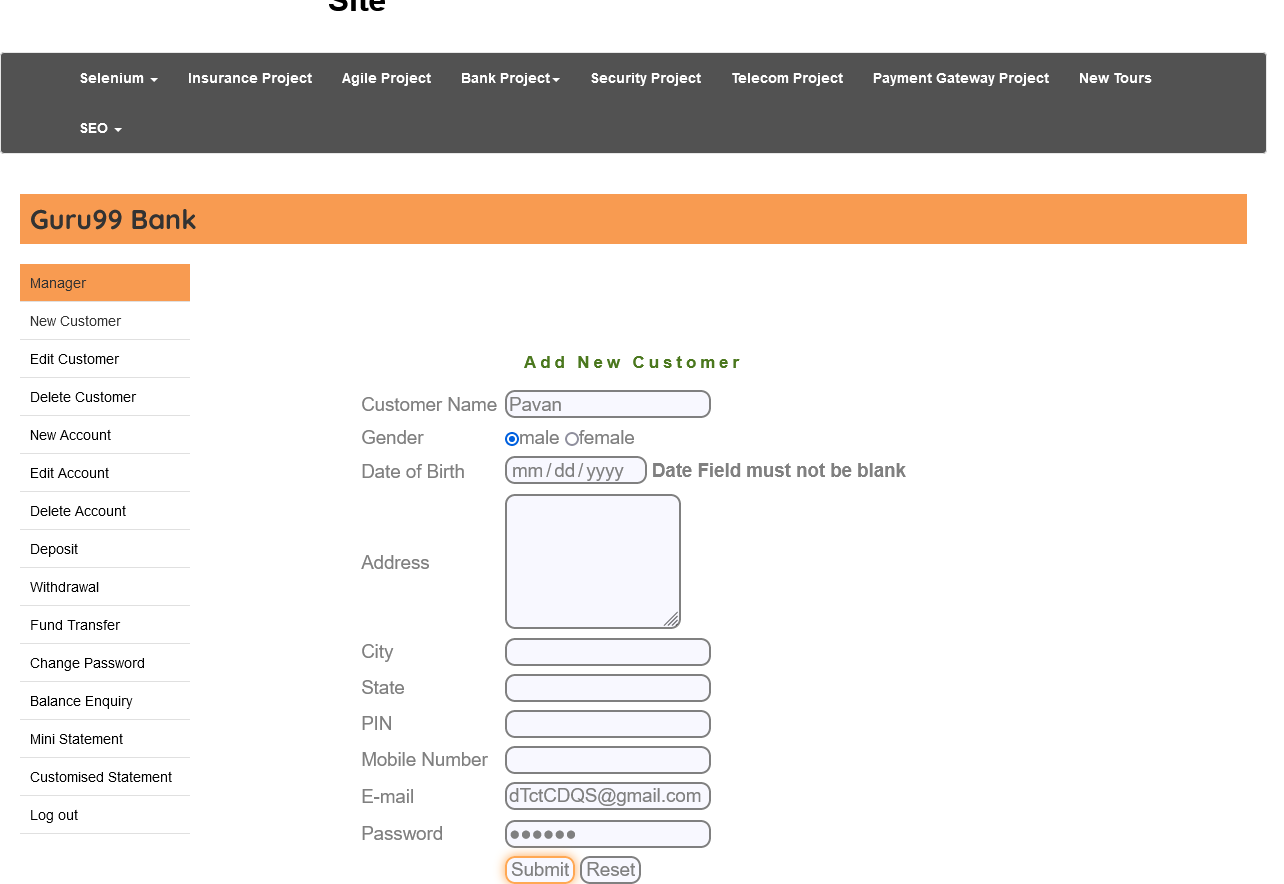 Site
Selenium Insurance Project Agile Project Bank Project Security Project Telecom Project Payment Gateway Project New Tours
SEO
Guru99 Bank
Manager
New Customer
Edit Customer
Delete Customer
New Account
Edit Account
Delete Account
Deposit
Withdrawal
Fund Transfer
Change Password
Balance Enquiry
Mini Statement
Customised Statement
Log out
Add New Customer
Customer Name Pavan
Gender male female
Date of Birth mm/dd/yyyy Date Field must not be blank
Address
City
State
PIN
Mobile Number
E-mail dTctCDQS@gmail.com
Password ●●●●●●
Submit Reset